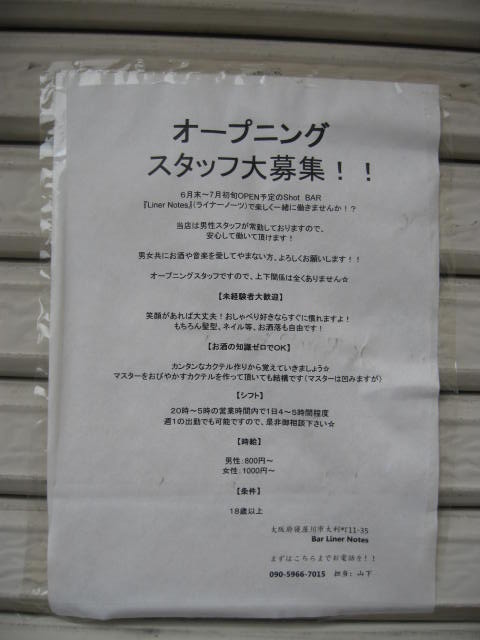 オープニング
スタッフ大募集！！
６月末～７月初旬OPEN予定のShot BAR
『Liner Notes』(ライナーノーツ)で楽しく一緒に働きませんか！？
当店は男性スタッフが常勤しておりますので、
安心して働いて頂けます！
男女共にお酒や音楽を愛してやまない方、よろしくお願いします！！
オープニングスタッフですので、上下関係は全くありません☆
【未経験者大歓迎】
笑顔があれば大丈夫！おしゃべり好きならすぐに慣れますよ！
もちろん髪型、ネイル等、お洒落も自由です！
【お酒の知識ゼロでOK】
カンタンなカクテル作りから覚えていきましょう☆
マスターをおびやかすカクテルを作って頂いても結構です(マスターは凹みますが)
【シフト】
２０時～５時の営業時間内で１日４～５時間程度
週１の出勤でも可能ですので、是非御相談下さい☆
【時給】
男性：８００円～
女性：１０００円～
【条件】
１８歳以上
大阪府寝屋川市大利町11-35
Bar Liner Notes
まずはこちらまでお電話を！！
090-5966-7015 担当：山下